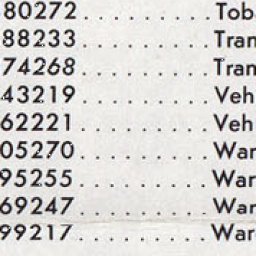 80272 . . . . . . . . . Tob
88233 . . . . . . . . . Tran
74268 . . . . . . . . . Tran
43219 . . . . . . . . . Veh
62221 . . . . . . . . . Veh
05270 . . . . . . . . . War
95255 . . . . . . . . . War
69247 . . . . . . . . . War
99217 . . . . . . . . . War